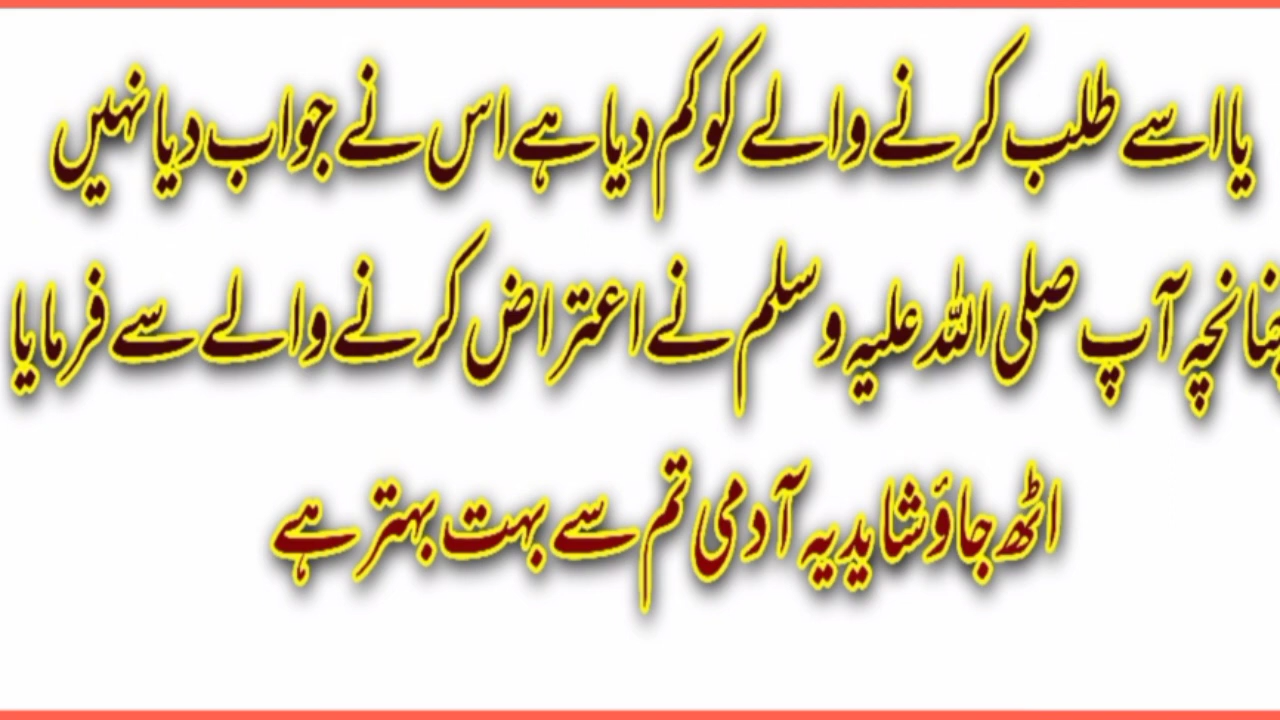 یا اسے طلب کرنے والے کو کم دیا ہے اس نے جواب دیا نہیں
چنانچہ آپ صلی اللہ علیہ وسلم نے اعتراض کرنے والے سے فرمایا
اٹھ جاؤ شاید یہ آدمی تم سے بہت بہتر ہے